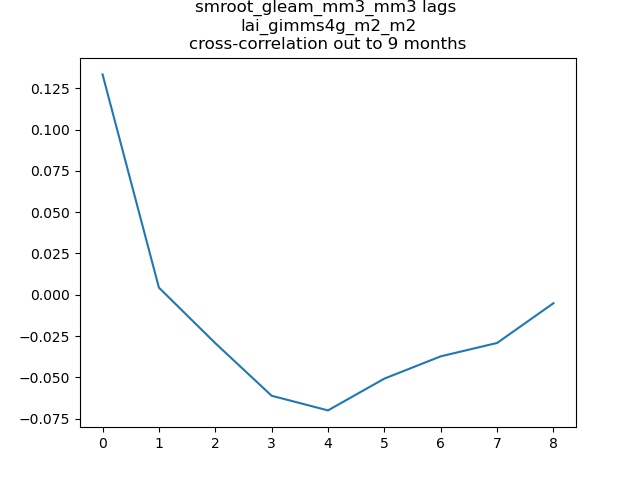 smroot_gleam_mm3_mm3 lags
lai_gimms4g_m2_m2
cross-correlation out to 9 months
0.125
0.100
0.075
0.050
0.025
0.000
−0.025
−0.050
−0.075
0 1 2 3 4 5 6 7 8